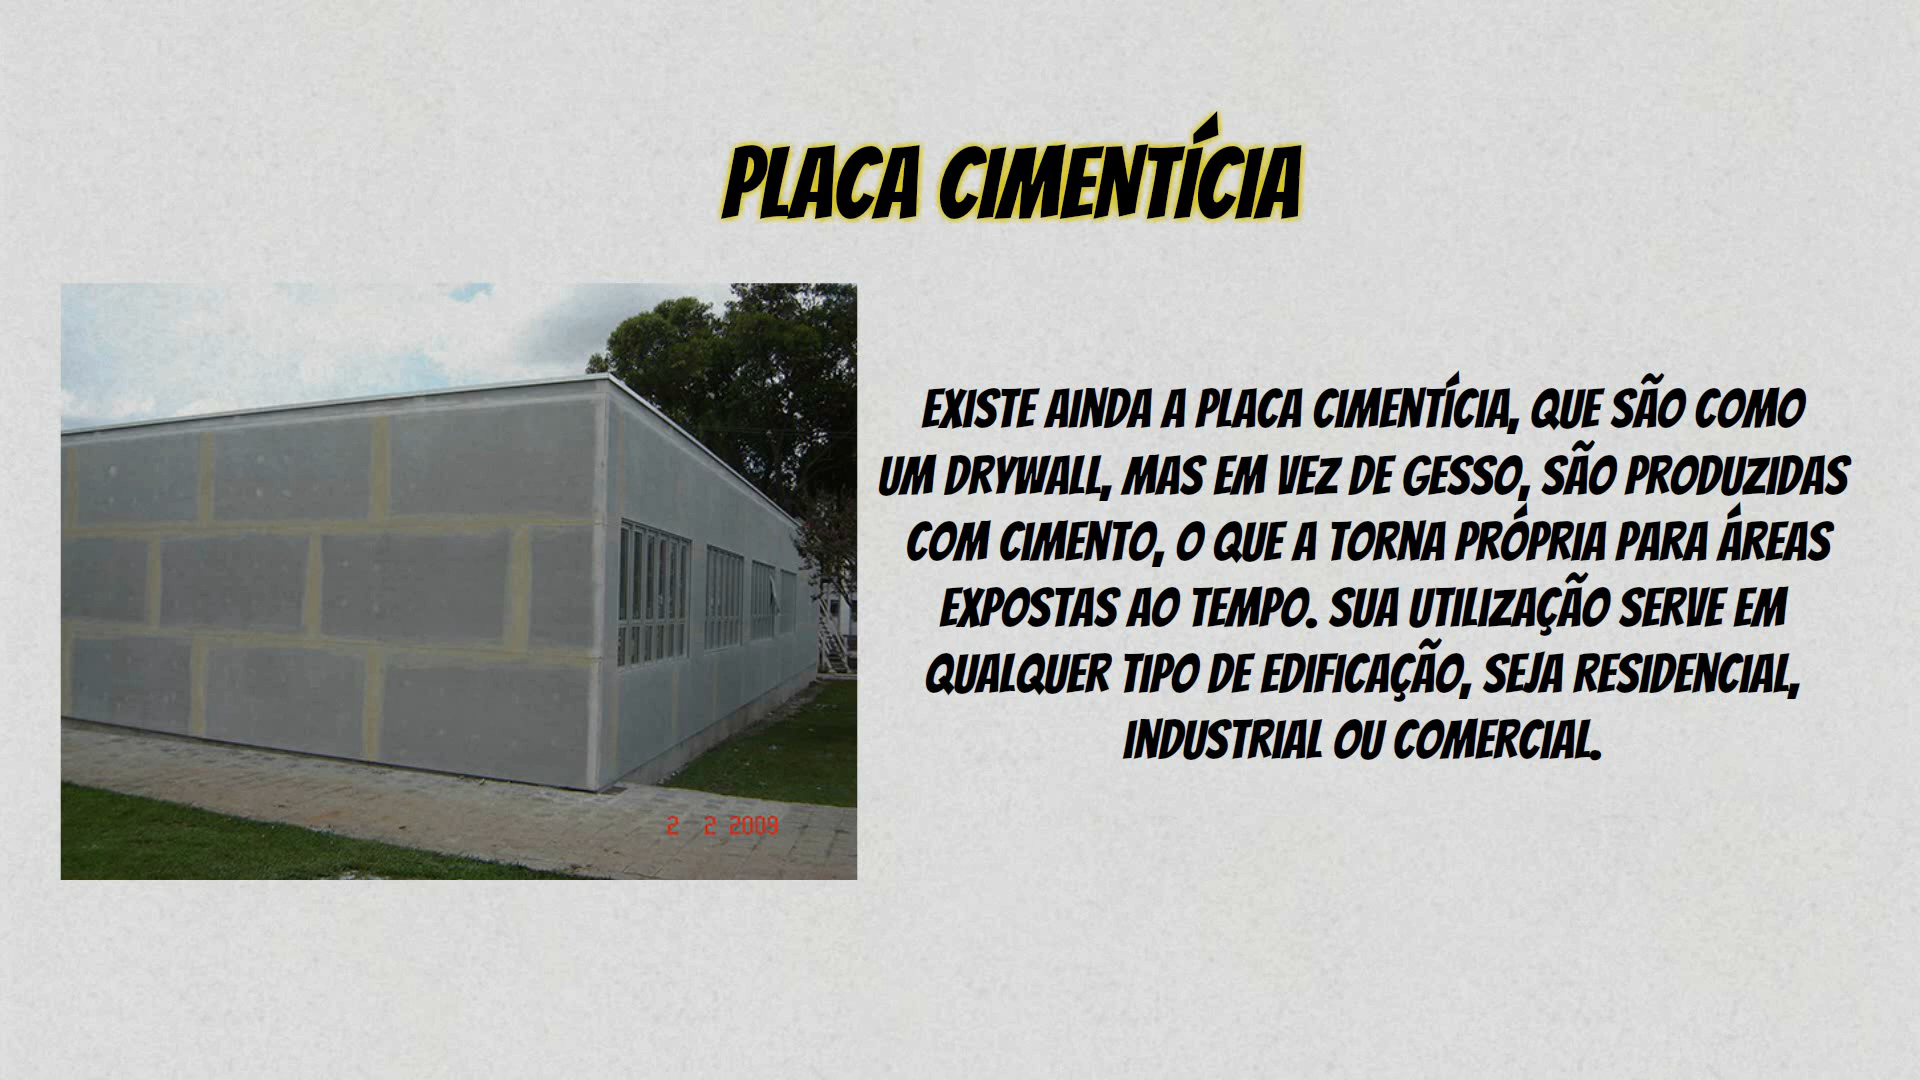 PLACA CIMENTÍCIA
EXISTE AINDA A PLACA CIMENTÍCIA, QUE SÃO COMO
UM DRYWALL, MAS EM VEZ DE GESSO, SÃO PRODUZIDAS
COM CIMENTO, O QUE A TORNA PRÓPRIA PARA ÁREAS
EXPOSTAS AO TEMPO. SUA UTILIZAÇÃO SERVE EM
QUALQUER TIPO DE EDIFICAÇÃO, SEJA RESIDENCIAL,
INDUSTRIAL OU COMERCIAL.
2 2 2009